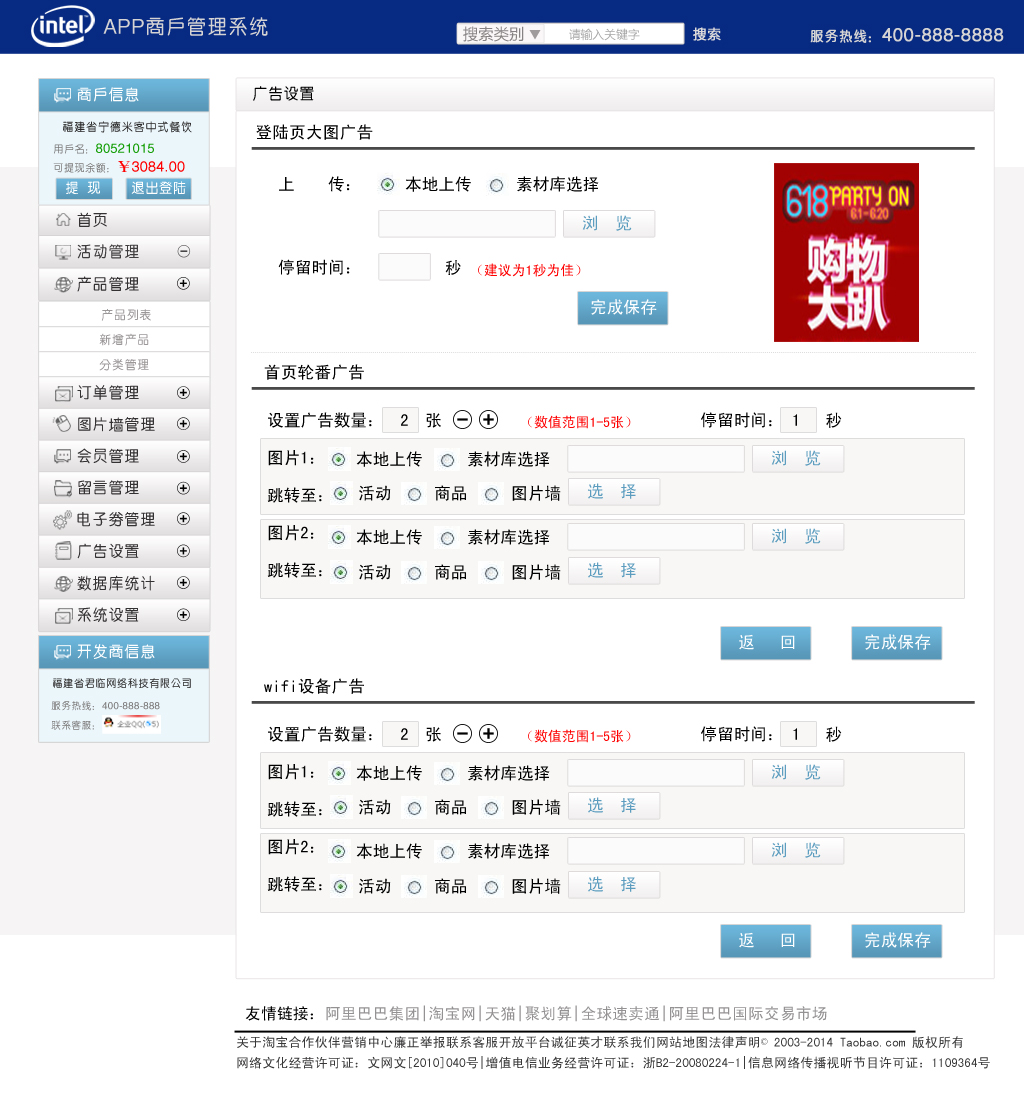 intel APP商戶管理系统
搜索类别 请输入关键字 搜索 服务热线：400-888-8888
商戶信息
福建省宁德米客中式餐饮
用戶名：80521015
可提现余额：￥3084.00
提 现 退出登陆
首页
活动管理
产品管理
产品列表
新增产品
分类管理
订单管理
图片墙管理
会员管理
留言管理
电子券管理
广告设置
数据库统计
系统设置
开发商信息
福建省君临网络科技有限公司
服务热线：400-888-888
联系客服：企业QQ(号5)
广告设置
登陆页大图广告
上 传： 本地上传 素材库选择
浏 览
停留时间： 秒 （建议为1秒为佳）
完成保存
618 PARTY ON
6.1-6.20
购物
大趴
首页轮番广告
设置广告数量：2 张 （数值范围1-5张） 停留时间：1 秒
图片1： 本地上传 素材库选择 浏 览
跳转至： 活动 商品 图片墙 选 择
图片2： 本地上传 素材库选择 浏 览
跳转至： 活动 商品 图片墙 选 择
返 回 完成保存
wifi设备广告
设置广告数量：2 张 （数值范围1-5张） 停留时间：1 秒
图片1： 本地上传 素材库选择 浏 览
跳转至： 活动 商品 图片墙 选 择
图片2： 本地上传 素材库选择 浏 览
跳转至： 活动 商品 图片墙 选 择
返 回 完成保存
友情链接：阿里巴巴集团|淘宝网|天猫|聚划算|全球速卖通|阿里巴巴国际交易市场
关于淘宝合作伙伴营销中心廉正举报联系客服开放平台诚征英才联系我们网站地图法律声明© 2003-2014 Taobao.com 版权所有
网络文化经营许可证：文网文[2010]040号|增值电信业务经营许可证：浙B2-20080224-1|信息网络传播视听节目许可证：1109364号